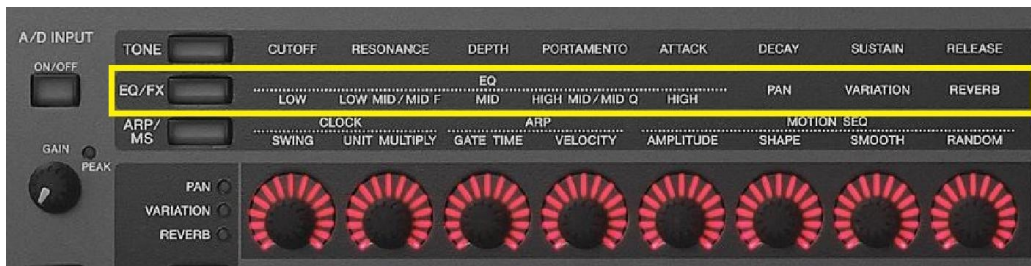 A/D INPUT
ON/OFF
GAIN
PEAK
TONE CUTOFF RESONANCE DEPTH PORTAMENTO ATTACK DECAY SUSTAIN RELEASE
EQ
EQ/FX LOW LOW MID/MID F MID HIGH MID/MID Q HIGH PAN VARIATION REVERB
CLOCK ARP MOTION SEQ
ARP/
MS SWING UNIT MULTIPLY GATE TIME VELOCITY AMPLITUDE SHAPE SMOOTH RANDOM
PAN
VARIATION
REVERB